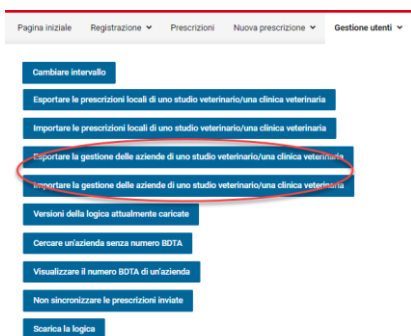 Pagina iniziale Registrazione Prescrizioni Nuova prescrizione Gestione utenti
Cambiare intervallo
Esportare le prescrizioni locali di uno studio veterinario/una clinica veterinaria
Importare le prescrizioni locali di uno studio veterinario/una clinica veterinaria
Esportare la gestione delle aziende di uno studio veterinario/una clinica veterinaria
Importare la gestione delle aziende di uno studio veterinario/una clinica veterinaria
Versioni della logica attualmente caricate
Cercare un'azienda senza numero BDTA
Visualizzare il numero BDTA di un'azienda
Non sincronizzare le prescrizioni inviate
Scarica la logica